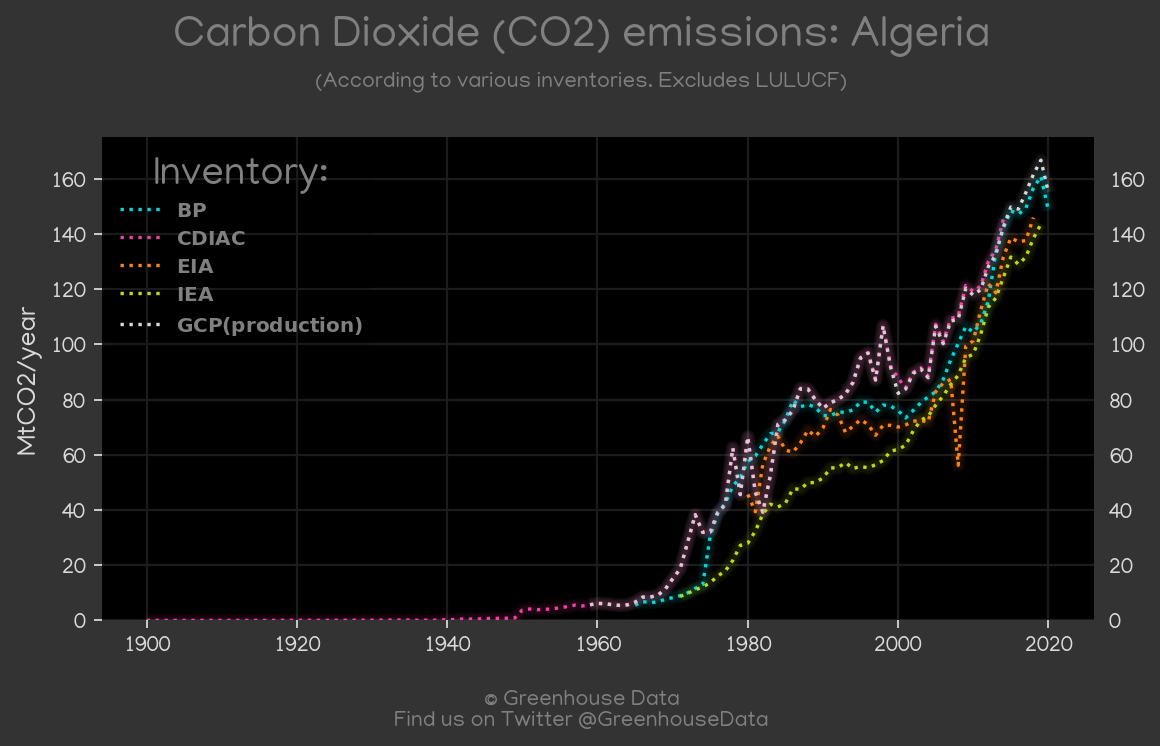 Carbon Dioxide (CO2) emissions: Algeria
(According to various inventories. Excludes LULUCF)
Inventory:
BP
CDIAC
EIA
IEA
GCP(production)
MtCO2/year
160 160
140 140
120 120
100 100
80 80
60 60
40 40
20 20
0 0
1900 1920 1940 1960 1980 2000 2020
© Greenhouse Data
Find us on Twitter @GreenhouseData